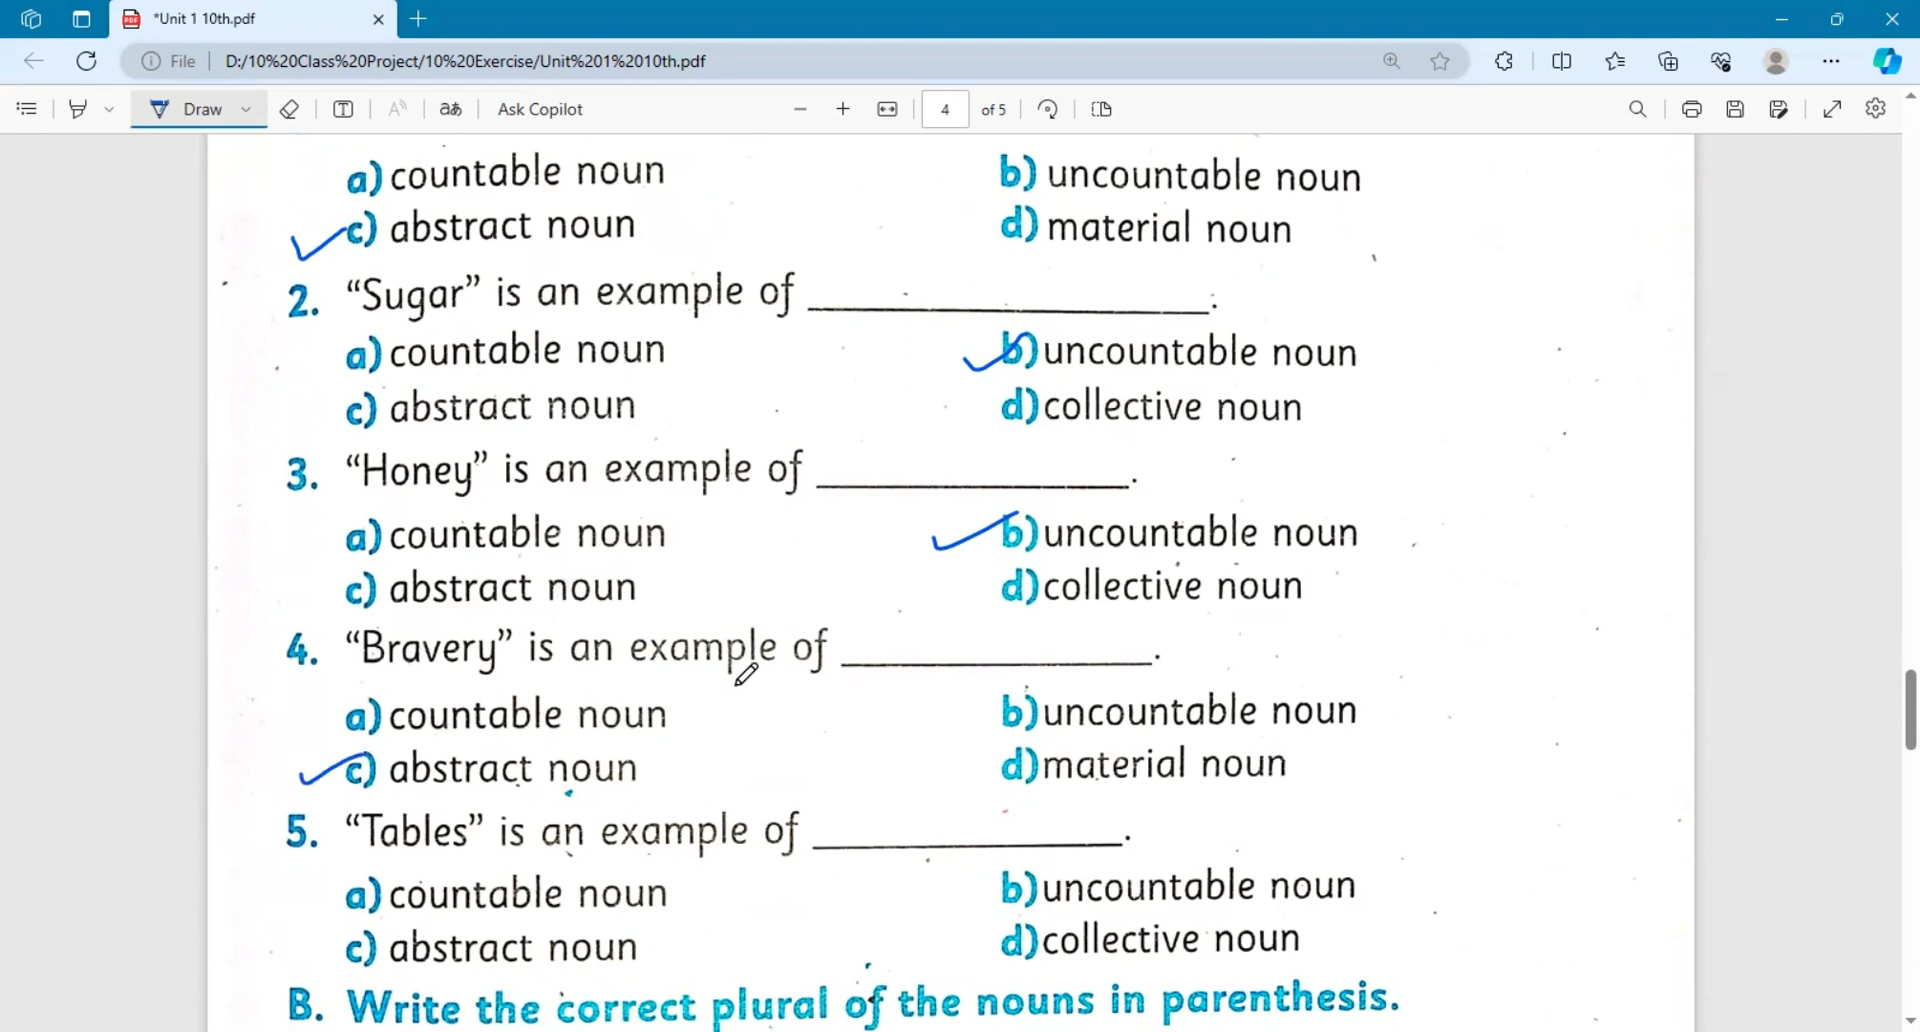 *Unit 1 10th.pdf
File D:/10%20Class%20Project/10%20Exercise/Unit%201%2010th.pdf
Draw Ask Copilot 4 of 5
a) countable noun b) uncountable noun
c) abstract noun d) material noun
2. “Sugar” is an example of ____________.
a) countable noun b) uncountable noun
c) abstract noun d) collective noun
3. “Honey” is an example of ____________.
a) countable noun b) uncountable noun
c) abstract noun d) collective noun
4. “Bravery” is an example of ____________.
a) countable noun b) uncountable noun
c) abstract noun d) material noun
5. “Tables” is an example of ____________.
a) countable noun b) uncountable noun
c) abstract noun d) collective noun
B. Write the correct plural of the nouns in parenthesis.